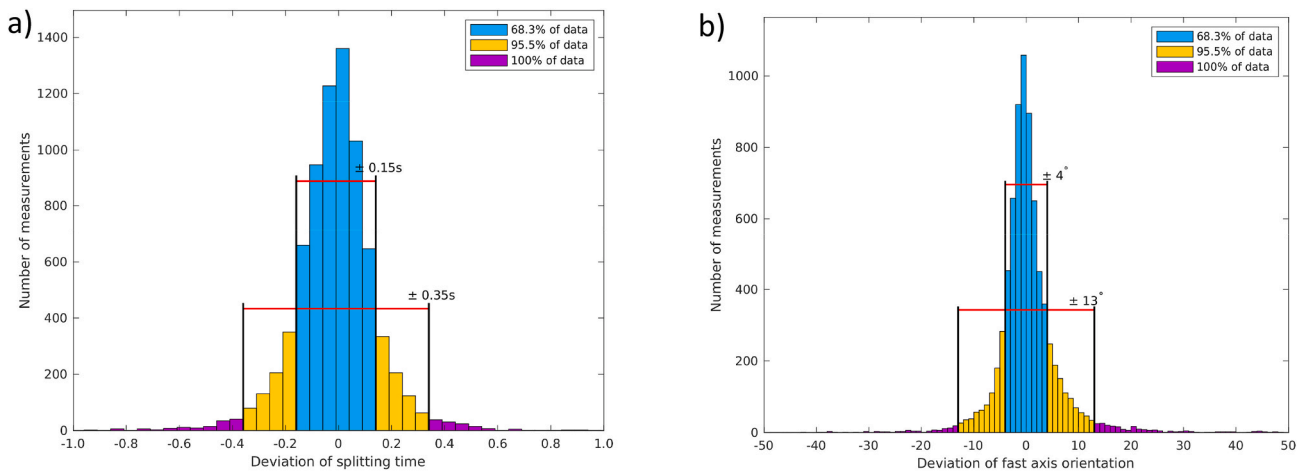 a)
68.3% of data
95.5% of data
100% of data
1400
1200
1000
800
600
400
200
0
Number of measurements
± 0.15s
± 0.35s
-1.0 -0.8 -0.6 -0.4 -0.2 0 0.2 0.4 0.6 0.8 1.0
Deviation of splitting time
b)
68.3% of data
95.5% of data
100% of data
1000
800
600
400
200
0
Number of measurements
± 4°
± 13°
-50 -40 -30 -20 -10 0 10 20 30 40 50
Deviation of fast axis orientation